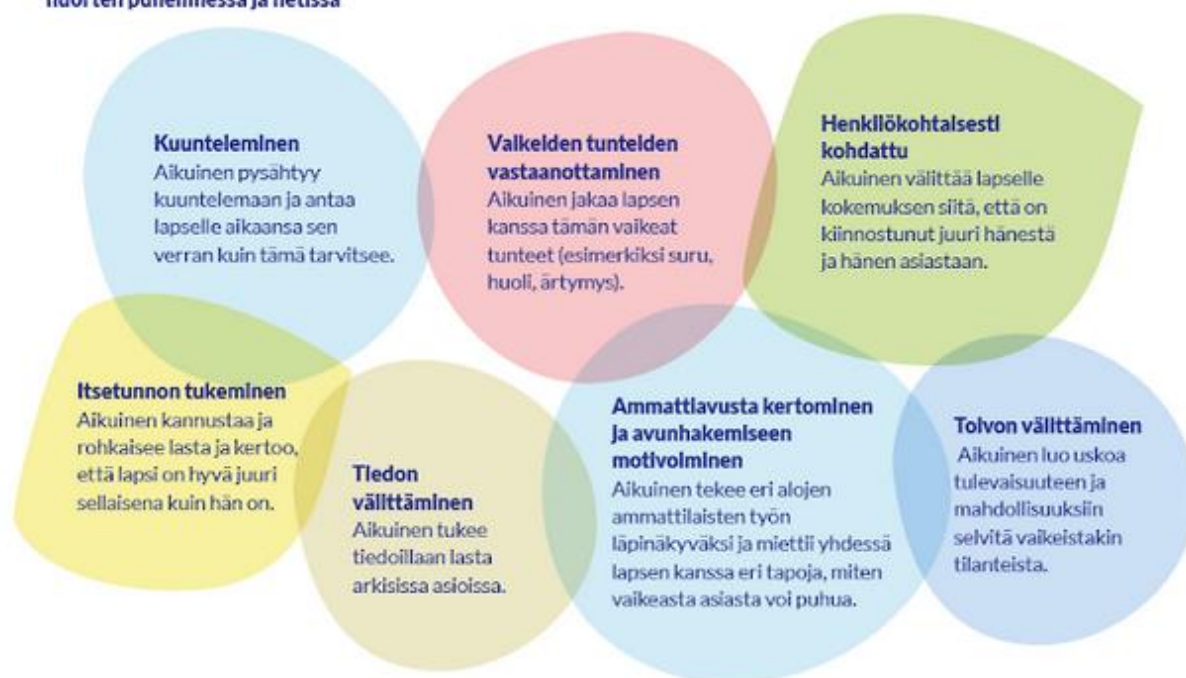 nuorten puhelimessa ja netissä
Kuunteleminen
Aikuinen pysähtyy
kuuntelemaan ja antaa
lapselle aikaansa sen
verran kuin tämä tarvitsee.
Vaikeiden tunteiden
vastaanottaminen
Aikuinen jakaa lapsen
kanssa tämän vaikeat
tunteet (esimerkiksi suru,
huoli, ärtymys).
Henkilökohtaisesti
kohdattu
Aikuinen välittää lapselle
kokemuksen siitä, että on
kiinnostunut juuri hänestä
ja hänen asiastaan.
Itsetunnon tukeminen
Aikuinen kannustaa ja
rohkaisee lasta ja kertoo,
että lapsi on hyvä juuri
sellaisena kuin hän on.
Tiedon
välittäminen
Aikuinen tukee
tiedoillaan lasta
arkisissa asioissa.
Ammattiavusta kertominen
ja avunhakemiseen
motivoiminen
Aikuinen tekee eri alojen
ammattilaisten työn
läpinäkyväksi ja miettii yhdessä
lapsen kanssa eri tapoja, miten
vaikeasta asiasta voi puhua.
Toivon välittäminen
Aikuinen luo uskoa
tulevaisuuteen ja
mahdollisuuksiin
selvitä vaikeistakin
tilanteista.